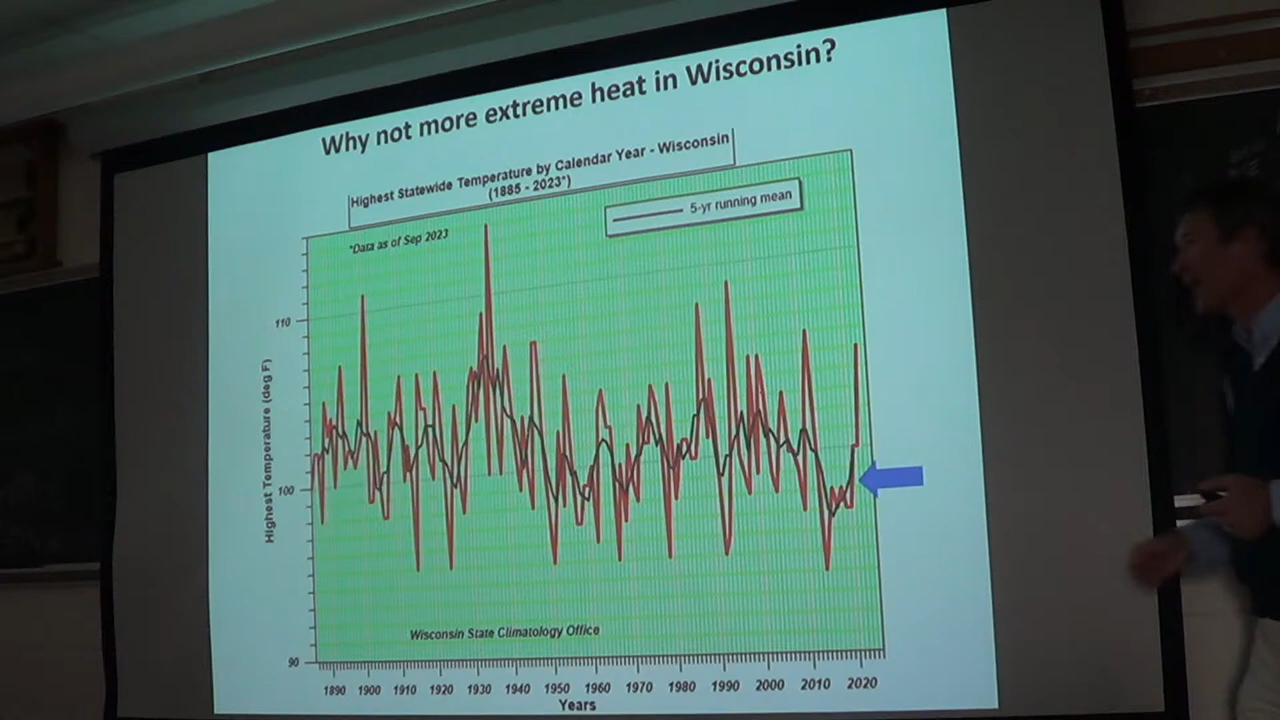 Why not more extreme heat in Wisconsin?
Highest Statewide Temperature by Calendar Year - Wisconsin
(1885 - 2023*)
*Data as of Sep 2023
5-yr running mean
110
100
90
Highest Temperature (deg F)
Wisconsin State Climatology Office
1890 1900 1910 1920 1930 1940 1950 1960 1970 1980 1990 2000 2010 2020
Years